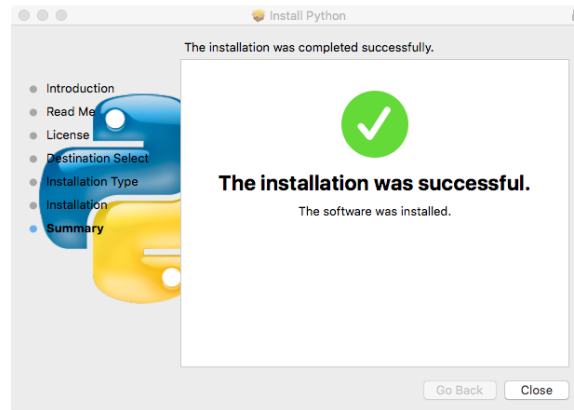 Install Python
The installation was completed successfully.
Introduction
Read Me
License
Destination Select
Installation Type
Installation
Summary
The installation was successful.
The software was installed.
Go Back
Close